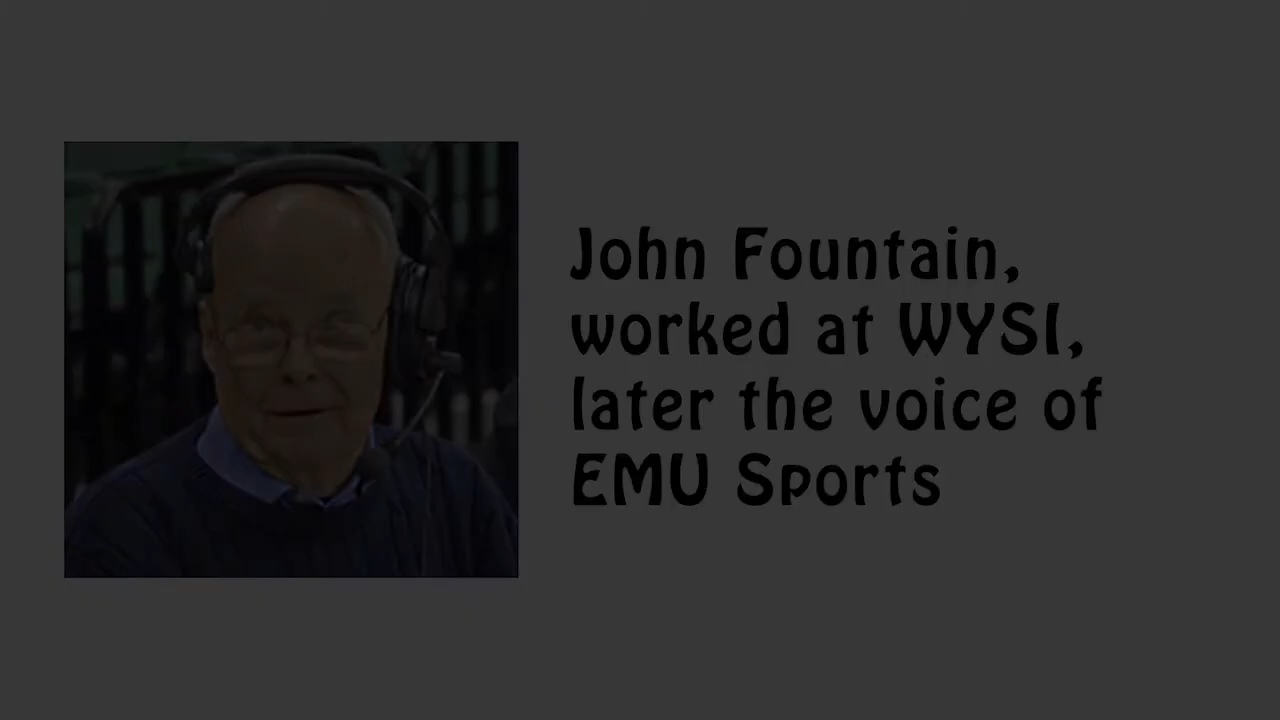 John Fountain,
worked at WYSI,
later the voice of
EMU Sports